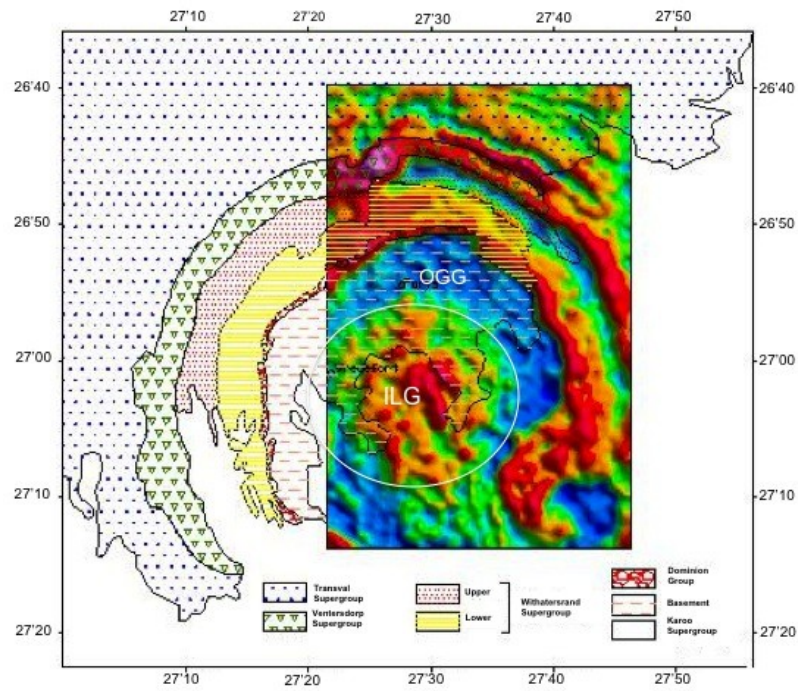 27'10 27'20 27'30 27'40 27'50
26'40 26'40
26'50 26'50
OGG
27'00 27'00
ILG
27'10 27'10
Transval Supergroup
Ventersdorp Supergroup
Upper
Lower
Withatersrand Supergroup
Dominion Group
Basement
Karoo Supergroup
27'20 27'20
27'10 27'20 27'30 27'40 27'50